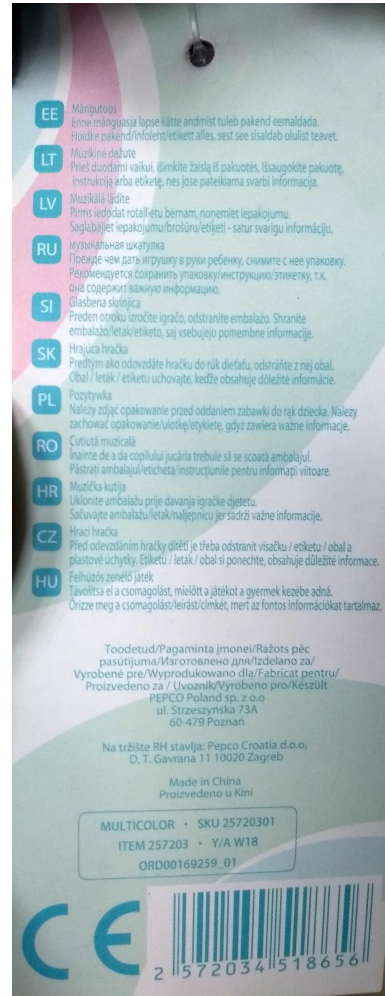 EE Mängutoos
Enne mänguasja lapse kätte andmist tuleb pakend eemaldada.
Hoidke pakend/infoleht/etikett alles, sest see sisaldab olulist teavet.
LT Muzikinė dėžutė
Prieš duodami vaikui, išimkite žaislą iš pakuotės. Išsaugokite pakuotę,
instrukciją arba etiketę, nes jose pateikiama svarbi informacija.
LV Muzikālā lādīte
Pirms iedodat rotaļlietu bērnam, noņemiet iepakojumu.
Saglabājiet iepakojumu/brošūru/etiķeti - satur svarīgu informāciju.
RU музыкальная шкатулка
Прежде чем дать игрушку в руки ребенку, снимите с нее упаковку.
Рекомендуется сохранить упаковку/инструкцию/этикетку, т.к.
она содержит важную информацию.
SI Glasbena skrinjica
Preden otroku izročite igračo, odstranite embalažo. Shranite
embalažo/letak/etiketo, saj vsebujejo pomembne informacije.
SK Hrajúca hračka
Predtým ako odovzdáte hračku do rúk dieťaťu, odstráňte z nej obal.
Obal / leták / etiketu uchovajte, keďže obsahuje dôležité informácie.
PL Pozytywka
Należy zdjąć opakowanie przed oddaniem zabawki do rąk dziecka. Należy
zachować opakowanie/ulotkę/etykietę, gdyż zawiera ważne informacje.
RO Cutiuță muzicală
Înainte de a da copilului jucăria trebuie să se scoată ambalajul.
Păstrați ambalajul/eticheta/instrucțiunile pentru informații viitoare.
HR Muzička kutija
Uklonite ambalažu prije davanja igračke djetetu.
Sačuvajte ambalažu/letak/naljepnicu jer sadrži važne informacije.
CZ Hrací hračka
Před odevzdáním hračky dítěti je třeba odstranit visačku / etiketu / obal a
plastové úchytky. Etiketu / leták / obal si ponechte, obsahuje důležité informace.
HU Felhúzós zenélő játék
Távolítsa el a csomagolást, mielőtt a játékot a gyermek kezébe adná.
Őrizze meg a csomagolást/leírást/címkét, mert az fontos információkat tartalmaz.
Toodetud/Pagaminta įmonei/Ražots pēc
pasūtījuma/Изготовлено для/Izdelano za/
Vyrobené pre/Wyprodukowano dla/Fabricat pentru/
Proizvedeno za / Uvoznik/Vyrobeno pro/Készült
PEPCO Poland sp. z o.o
ul. Strzeszyńska 73A
60-479 Poznań
Na tržište RH stavlja: Pepco Croatia d.o.o,
D. T. Gavrana 11 10020 Zagreb
Made in China
Proizvedeno u Kini
MULTICOLOR • SKU 25720301
ITEM 257203 • Y/A W18
ORD00169259_01
CE
2 572034 518656